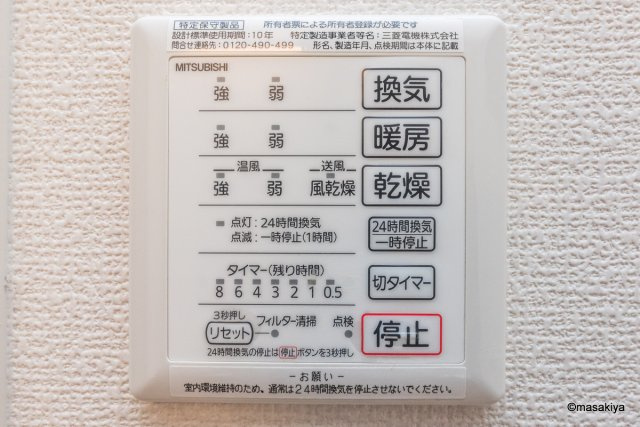 特定保守製品 所有者票による所有者登録が必要です
設計標準使用期間:10年 特定製造事業者等名:三菱電機株式会社
問合せ連絡先:0120-490-499 形名、製造年月、点検期間は本体に記載
MITSUBISHI
強 弱 換気
強 弱 暖房
温風 送風
強 弱 風乾燥 乾燥
点灯:24時間換気 24時間換気
点滅:一時停止(1時間) 一時停止
タイマー(残り時間) 切タイマー
8 6 4 3 2 1 0.5
3秒押し
リセット フィルター清掃 点検 停止
24時間換気の停止は停止ボタンを3秒押し
-お願い-
室内環境維持のため、通常は24時間換気を停止させないでください。
©masakiya